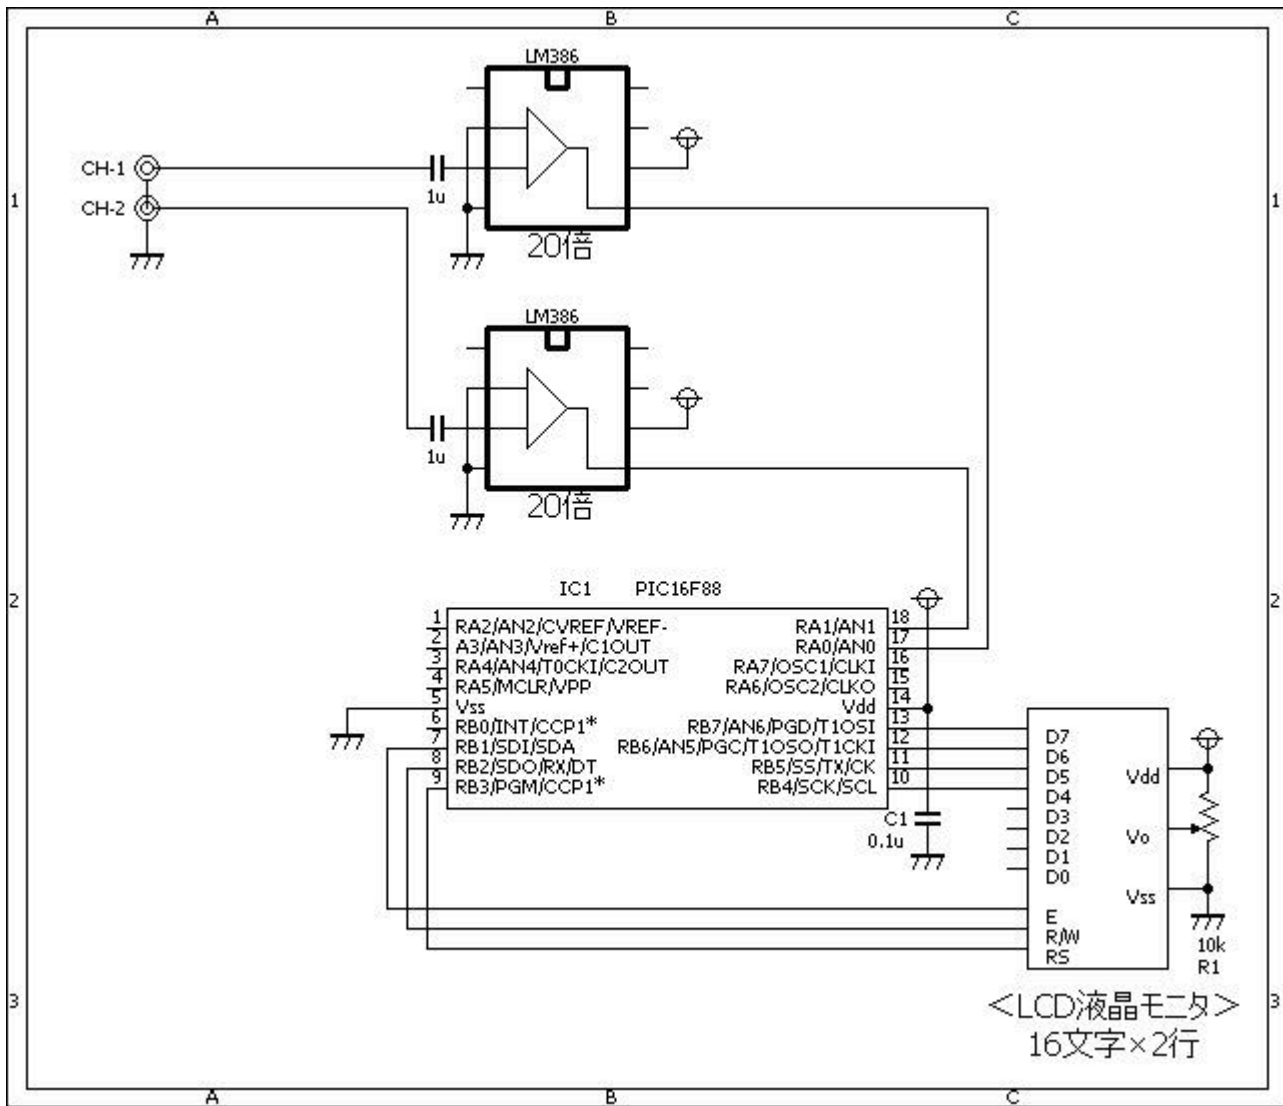 A B C
LM386
CH-1
1u
CH-2
1 1
20倍
LM386
1u
20倍
IC1 PIC16F88
2 2
1 RA2/AN2/CVREF/VREF- RA1/AN1 18
2 A3/AN3/Vref+/C1OUT RA0/AN0 17
3 RA4/AN4/T0CKI/C2OUT RA7/OSC1/CLKI 16
4 RA5/MCLR/VPP RA6/OSC2/CLKO 15
5 Vss Vdd 14
6 RB0/INT/CCP1* RB7/AN6/PGD/T1OSI 13
7 RB1/SDI/SDA RB6/AN5/PGC/T1OSO/T1CKI 12
8 RB2/SDO/RX/DT RB5/SS/TX/CK 11
9 RB3/PGM/CCP1* RB4/SCK/SCL 10
C1
0.1u
D7
D6
D5
D4
D3
D2
D1
D0
E
R/W
RS
Vdd
Vo
Vss
10k
R1
3 3
＜LCD液晶モニタ＞
16文字×2行
A B C